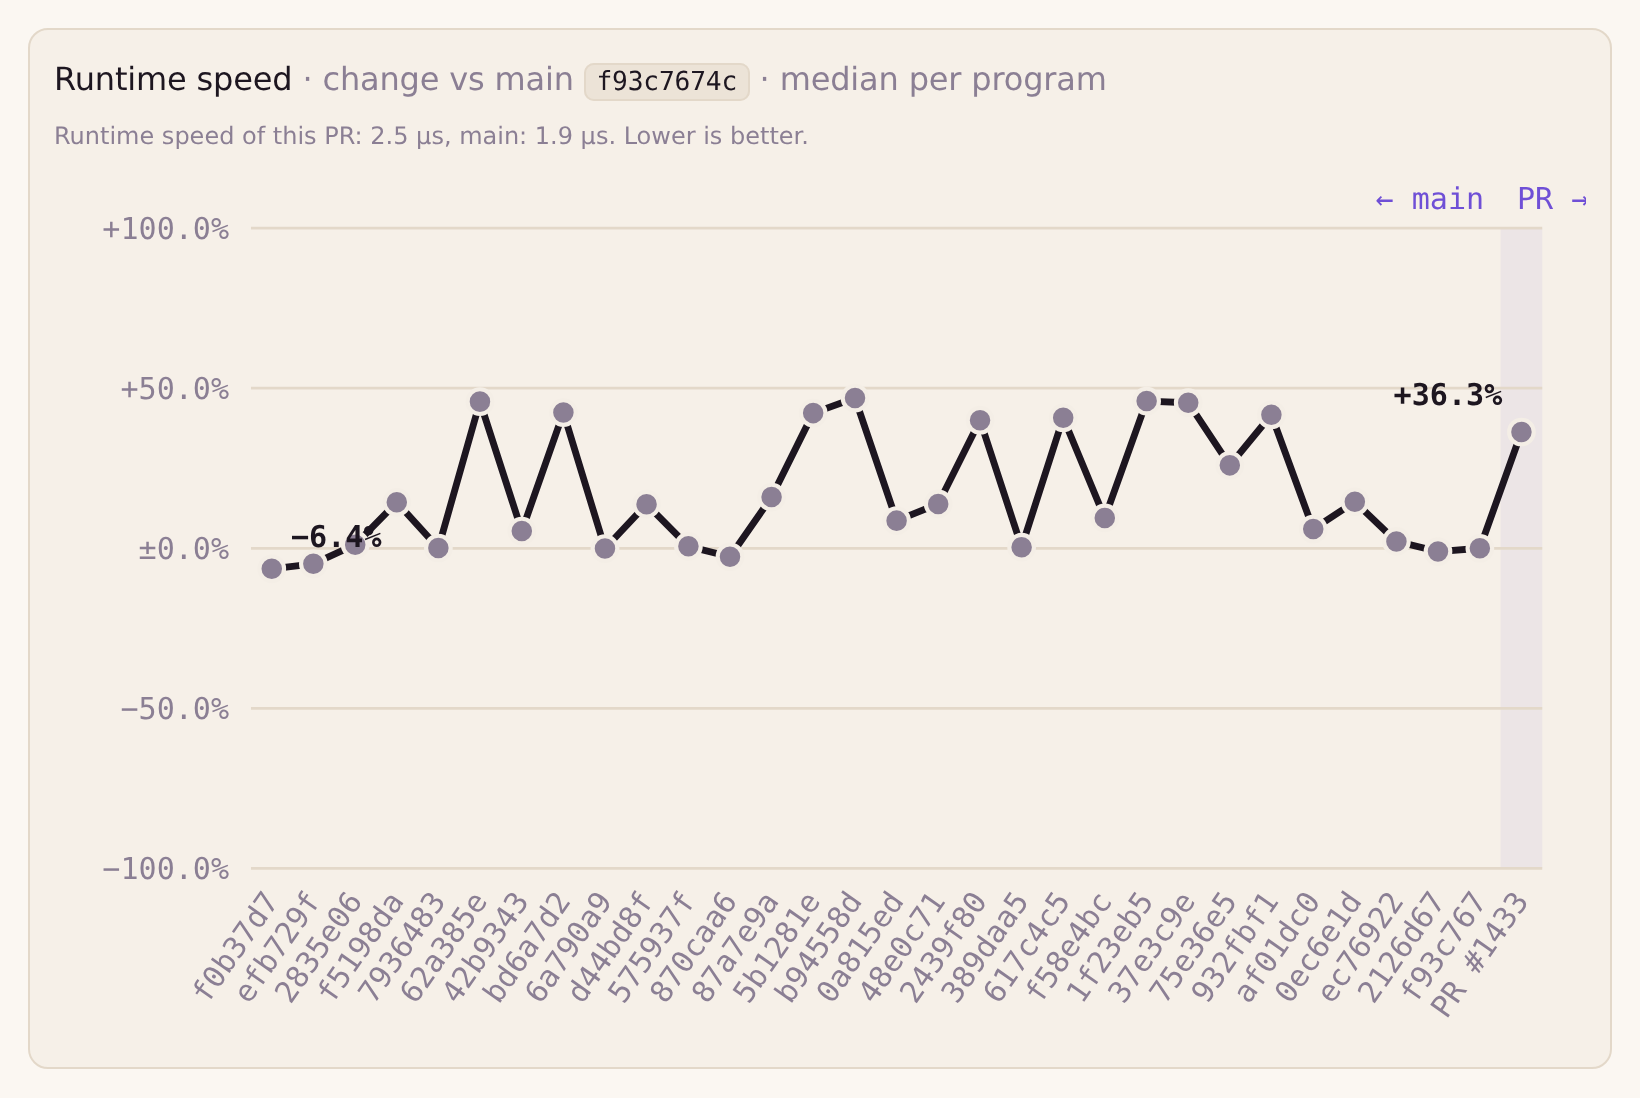 Runtime speed · change vs main f93c7674c · median per program
Runtime speed of this PR: 2.5 µs, main: 1.9 µs. Lower is better.
← main PR →
+100.0%
+50.0%
±0.0%
−50.0%
−100.0%
−6.4%
+36.3%
f0b37d7
efb729f
2835e06
f5198da
7936483
62a385e
42b9343
bd6a7d2
6a790a9
d44bd8f
575937f
870caa6
87a7e9a
5b1281e
b94558d
0a815ed
48e0c71
2439f80
389daa5
617c4c5
f58e4bc
1f23eb5
37e3c9e
75e36e5
932fbf1
af01dc0
0ec6e1d
ec76922
2126d67
f93c767
PR #1433